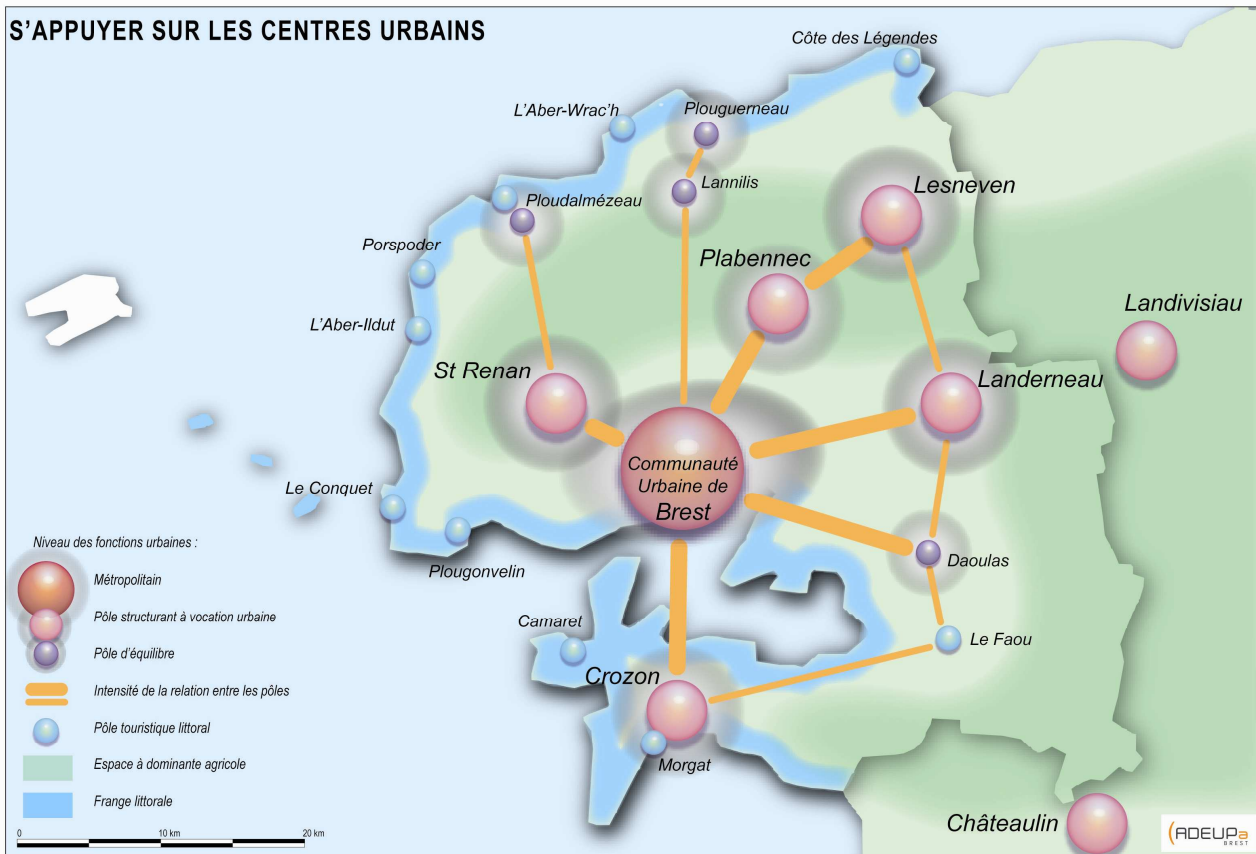 S'APPUYER SUR LES CENTRES URBAINS
Côte des Légendes
L'Aber-Wrac'h
Plouguerneau
Lannilis
Lesneven
Ploudalmézeau
Porspoder
Plabennec
L'Aber-Ildut
Landivisiau
St Renan
Landerneau
Communauté
Urbaine de
Brest
Le Conquet
Plougonvelin
Daoulas
Camaret
Le Faou
Crozon
Morgat
Châteaulin
Niveau des fonctions urbaines :
Métropolitain
Pôle structurant à vocation urbaine
Pôle d'équilibre
Intensité de la relation entre les pôles
Pôle touristique littoral
Espace à dominante agricole
Frange littorale
0 10 km 20 km
ADEUPa
BREST